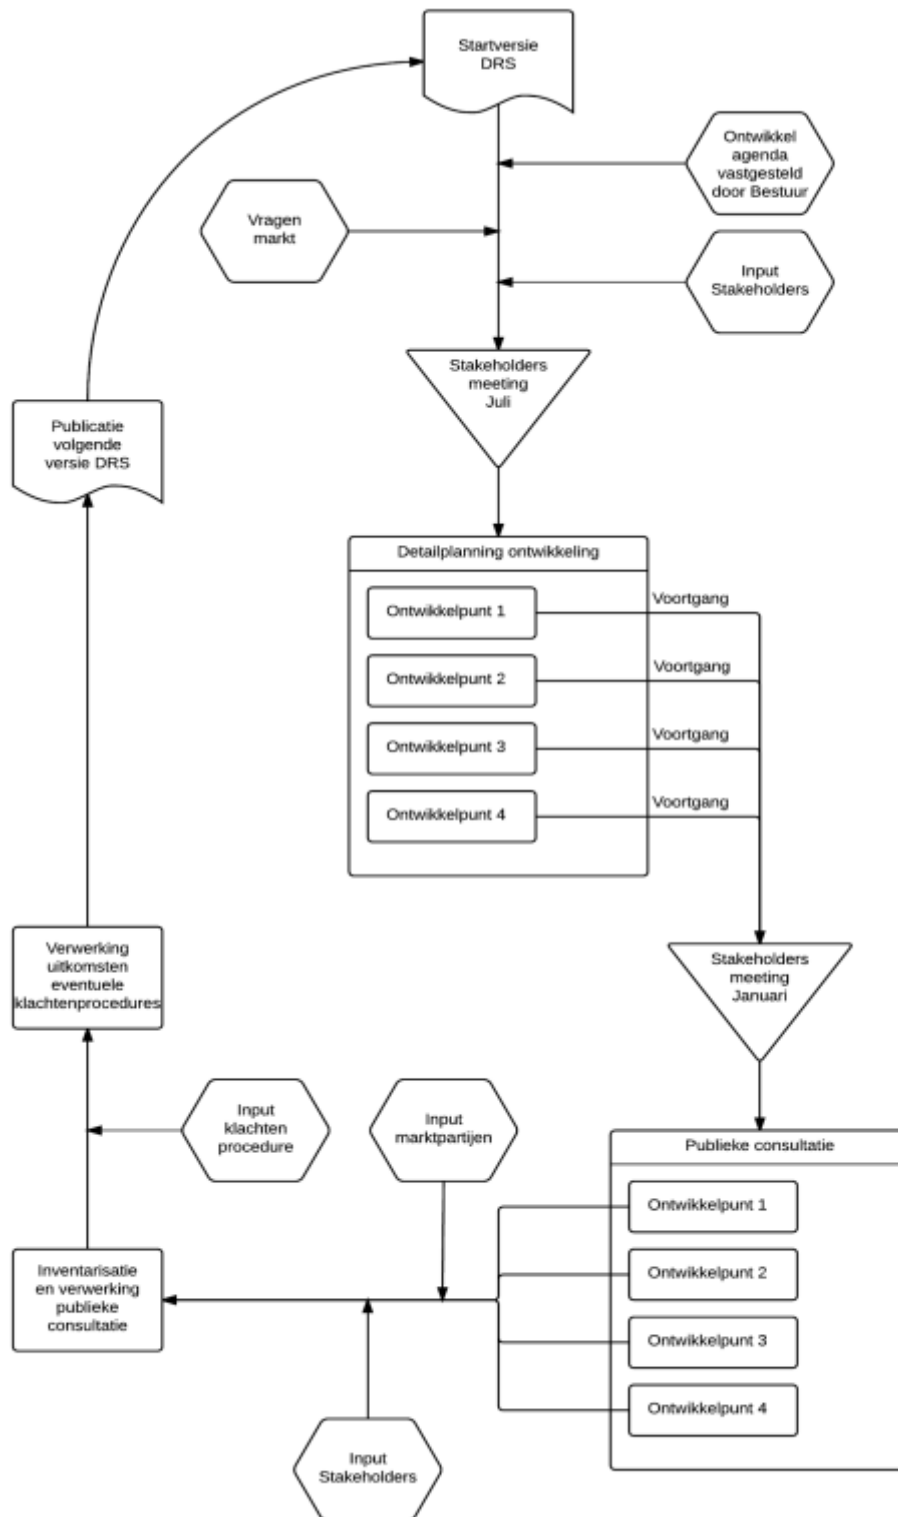 Startversie
DRS
Ontwikkel
agenda
vastgesteld
door Bestuur
Vragen
markt
Input
Stakeholders
Stakeholders
meeting
Juli
Publicatie
volgende
versie DRS
Detailplanning ontwikkeling
Ontwikkelpunt 1
Voortgang
Ontwikkelpunt 2
Voortgang
Ontwikkelpunt 3
Voortgang
Ontwikkelpunt 4
Voortgang
Verwerking
uitkomsten
eventuele
klachtenprocedures
Stakeholders
meeting
Januari
Input
klachten
procedure
Input
marktpartijen
Publieke consultatie
Ontwikkelpunt 1
Ontwikkelpunt 2
Ontwikkelpunt 3
Ontwikkelpunt 4
Inventarisatie
en verwerking
publieke
consultatie
Input
Stakeholders